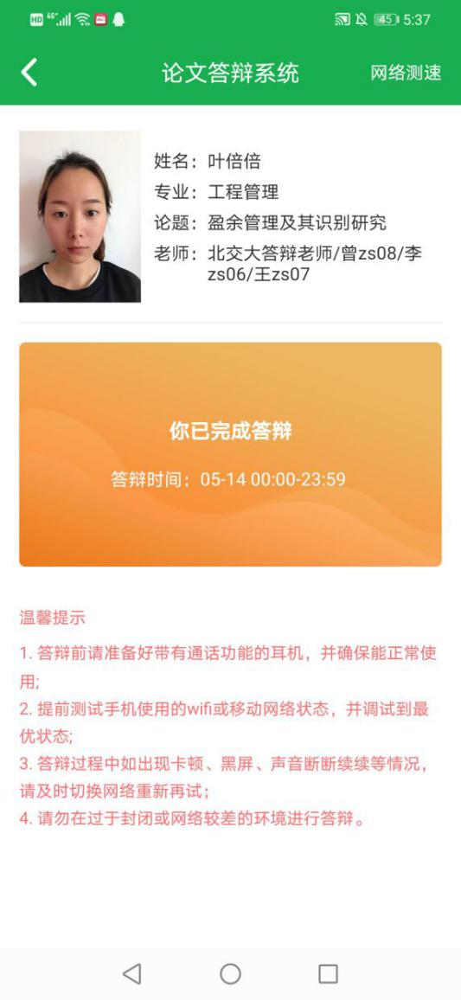 HD 4G+ 45 5:37
论文答辩系统 网络测速
姓名：叶倍倍
专业：工程管理
论题：盈余管理及其识别研究
老师：北交大答辩老师/曾zs08/李
zs06/王zs07
你已完成答辩
答辩时间：05-14 00:00-23:59
温馨提示
1. 答辩前请准备好带有通话功能的耳机，并确保能正常使
用;
2. 提前测试手机使用的wifi或移动网络状态，并调试到最
优状态;
3. 答辩过程中如出现卡顿、黑屏、声音断断续续等情况，
请及时切换网络重新再试；
4. 请勿在过于封闭或网络较差的环境进行答辩。